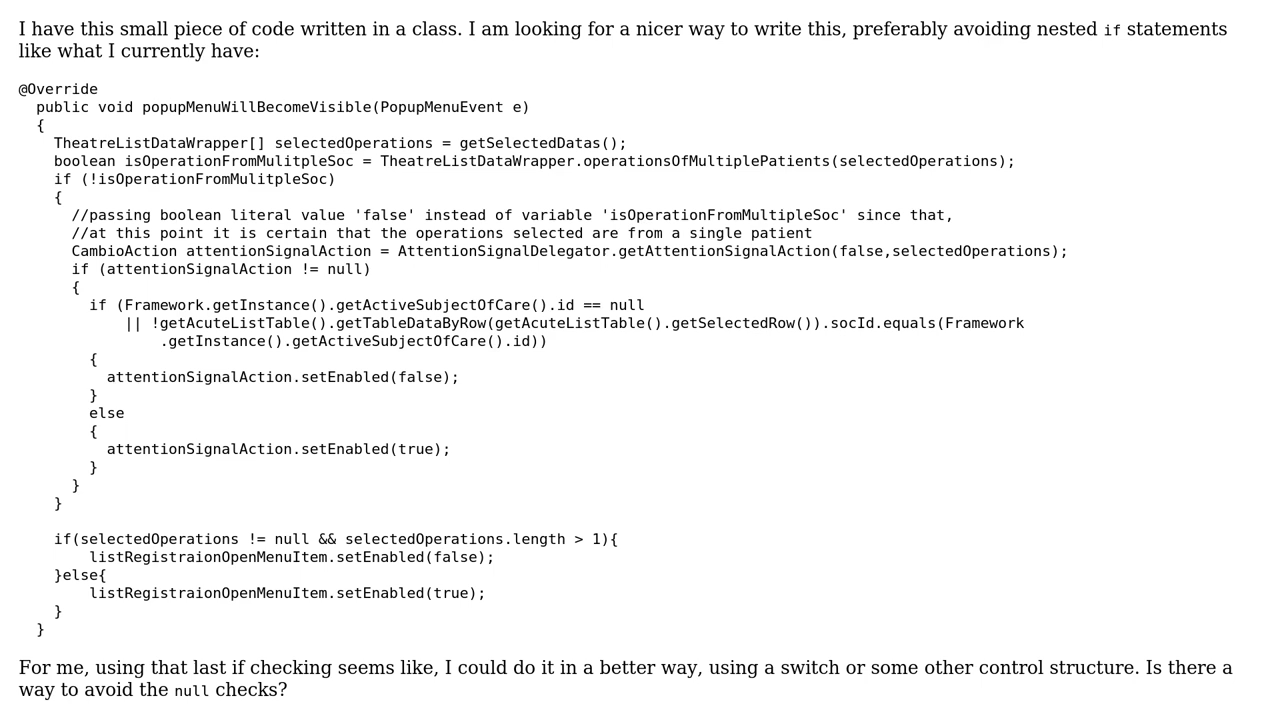 I have this small piece of code written in a class. I am looking for a nicer way to write this, preferably avoiding nested if statements
like what I currently have:
@Override
  public void popupMenuWillBecomeVisible(PopupMenuEvent e)
  {
    TheatreListDataWrapper[] selectedOperations = getSelectedDatas();
    boolean isOperationFromMulitpleSoc = TheatreListDataWrapper.operationsOfMultiplePatients(selectedOperations);
    if (!isOperationFromMulitpleSoc)
    {
      //passing boolean literal value 'false' instead of variable 'isOperationFromMultipleSoc' since that,
      //at this point it is certain that the operations selected are from a single patient
      CambioAction attentionSignalAction = AttentionSignalDelegator.getAttentionSignalAction(false,selectedOperations);
      if (attentionSignalAction != null)
      {
        if (Framework.getInstance().getActiveSubjectOfCare().id == null
            || !getAcuteListTable().getTableDataByRow(getAcuteListTable().getSelectedRow()).socId.equals(Framework
                .getInstance().getActiveSubjectOfCare().id))
        {
          attentionSignalAction.setEnabled(false);
        }
        else
        {
          attentionSignalAction.setEnabled(true);
        }
      }
    }

    if(selectedOperations != null && selectedOperations.length > 1){
        listRegistraionOpenMenuItem.setEnabled(false);
    }else{
        listRegistraionOpenMenuItem.setEnabled(true);
    }
  }
For me, using that last if checking seems like, I could do it in a better way, using a switch or some other control structure. Is there a
way to avoid the null checks?